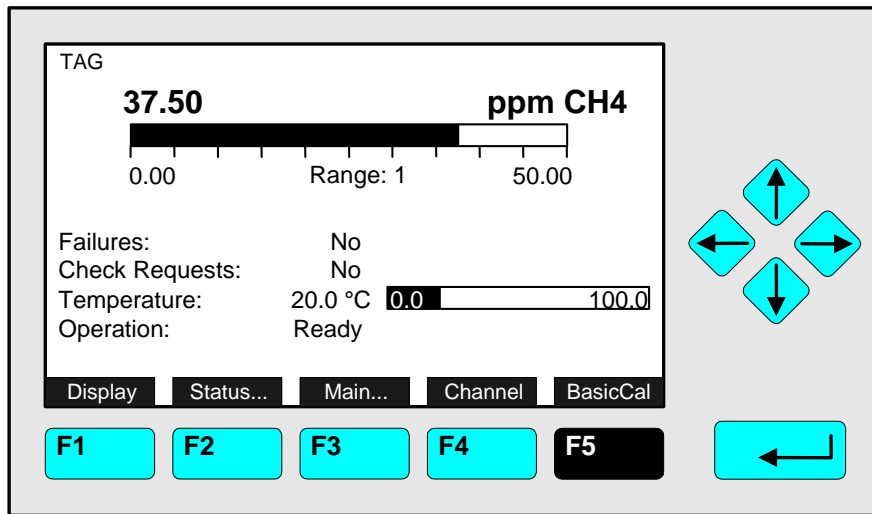 TAG
37.50 ppm CH4
0.00 Range: 1 50.00
Failures: No
Check Requests: No
Temperature: 20.0 °C 0.0 100.0
Operation: Ready
Display Status... Main... Channel BasicCal
F1 F2 F3 F4 F5